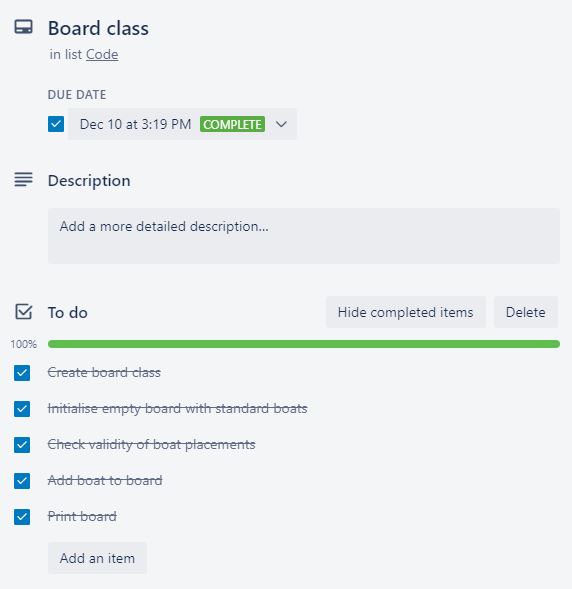 Board class
in list Code
DUE DATE
Dec 10 at 3:19 PM COMPLETE
Description
Add a more detailed description...
To do Hide completed items Delete
100%
Create board class
Initialise empty board with standard boats
Check validity of boat placements
Add boat to board
Print board
Add an item